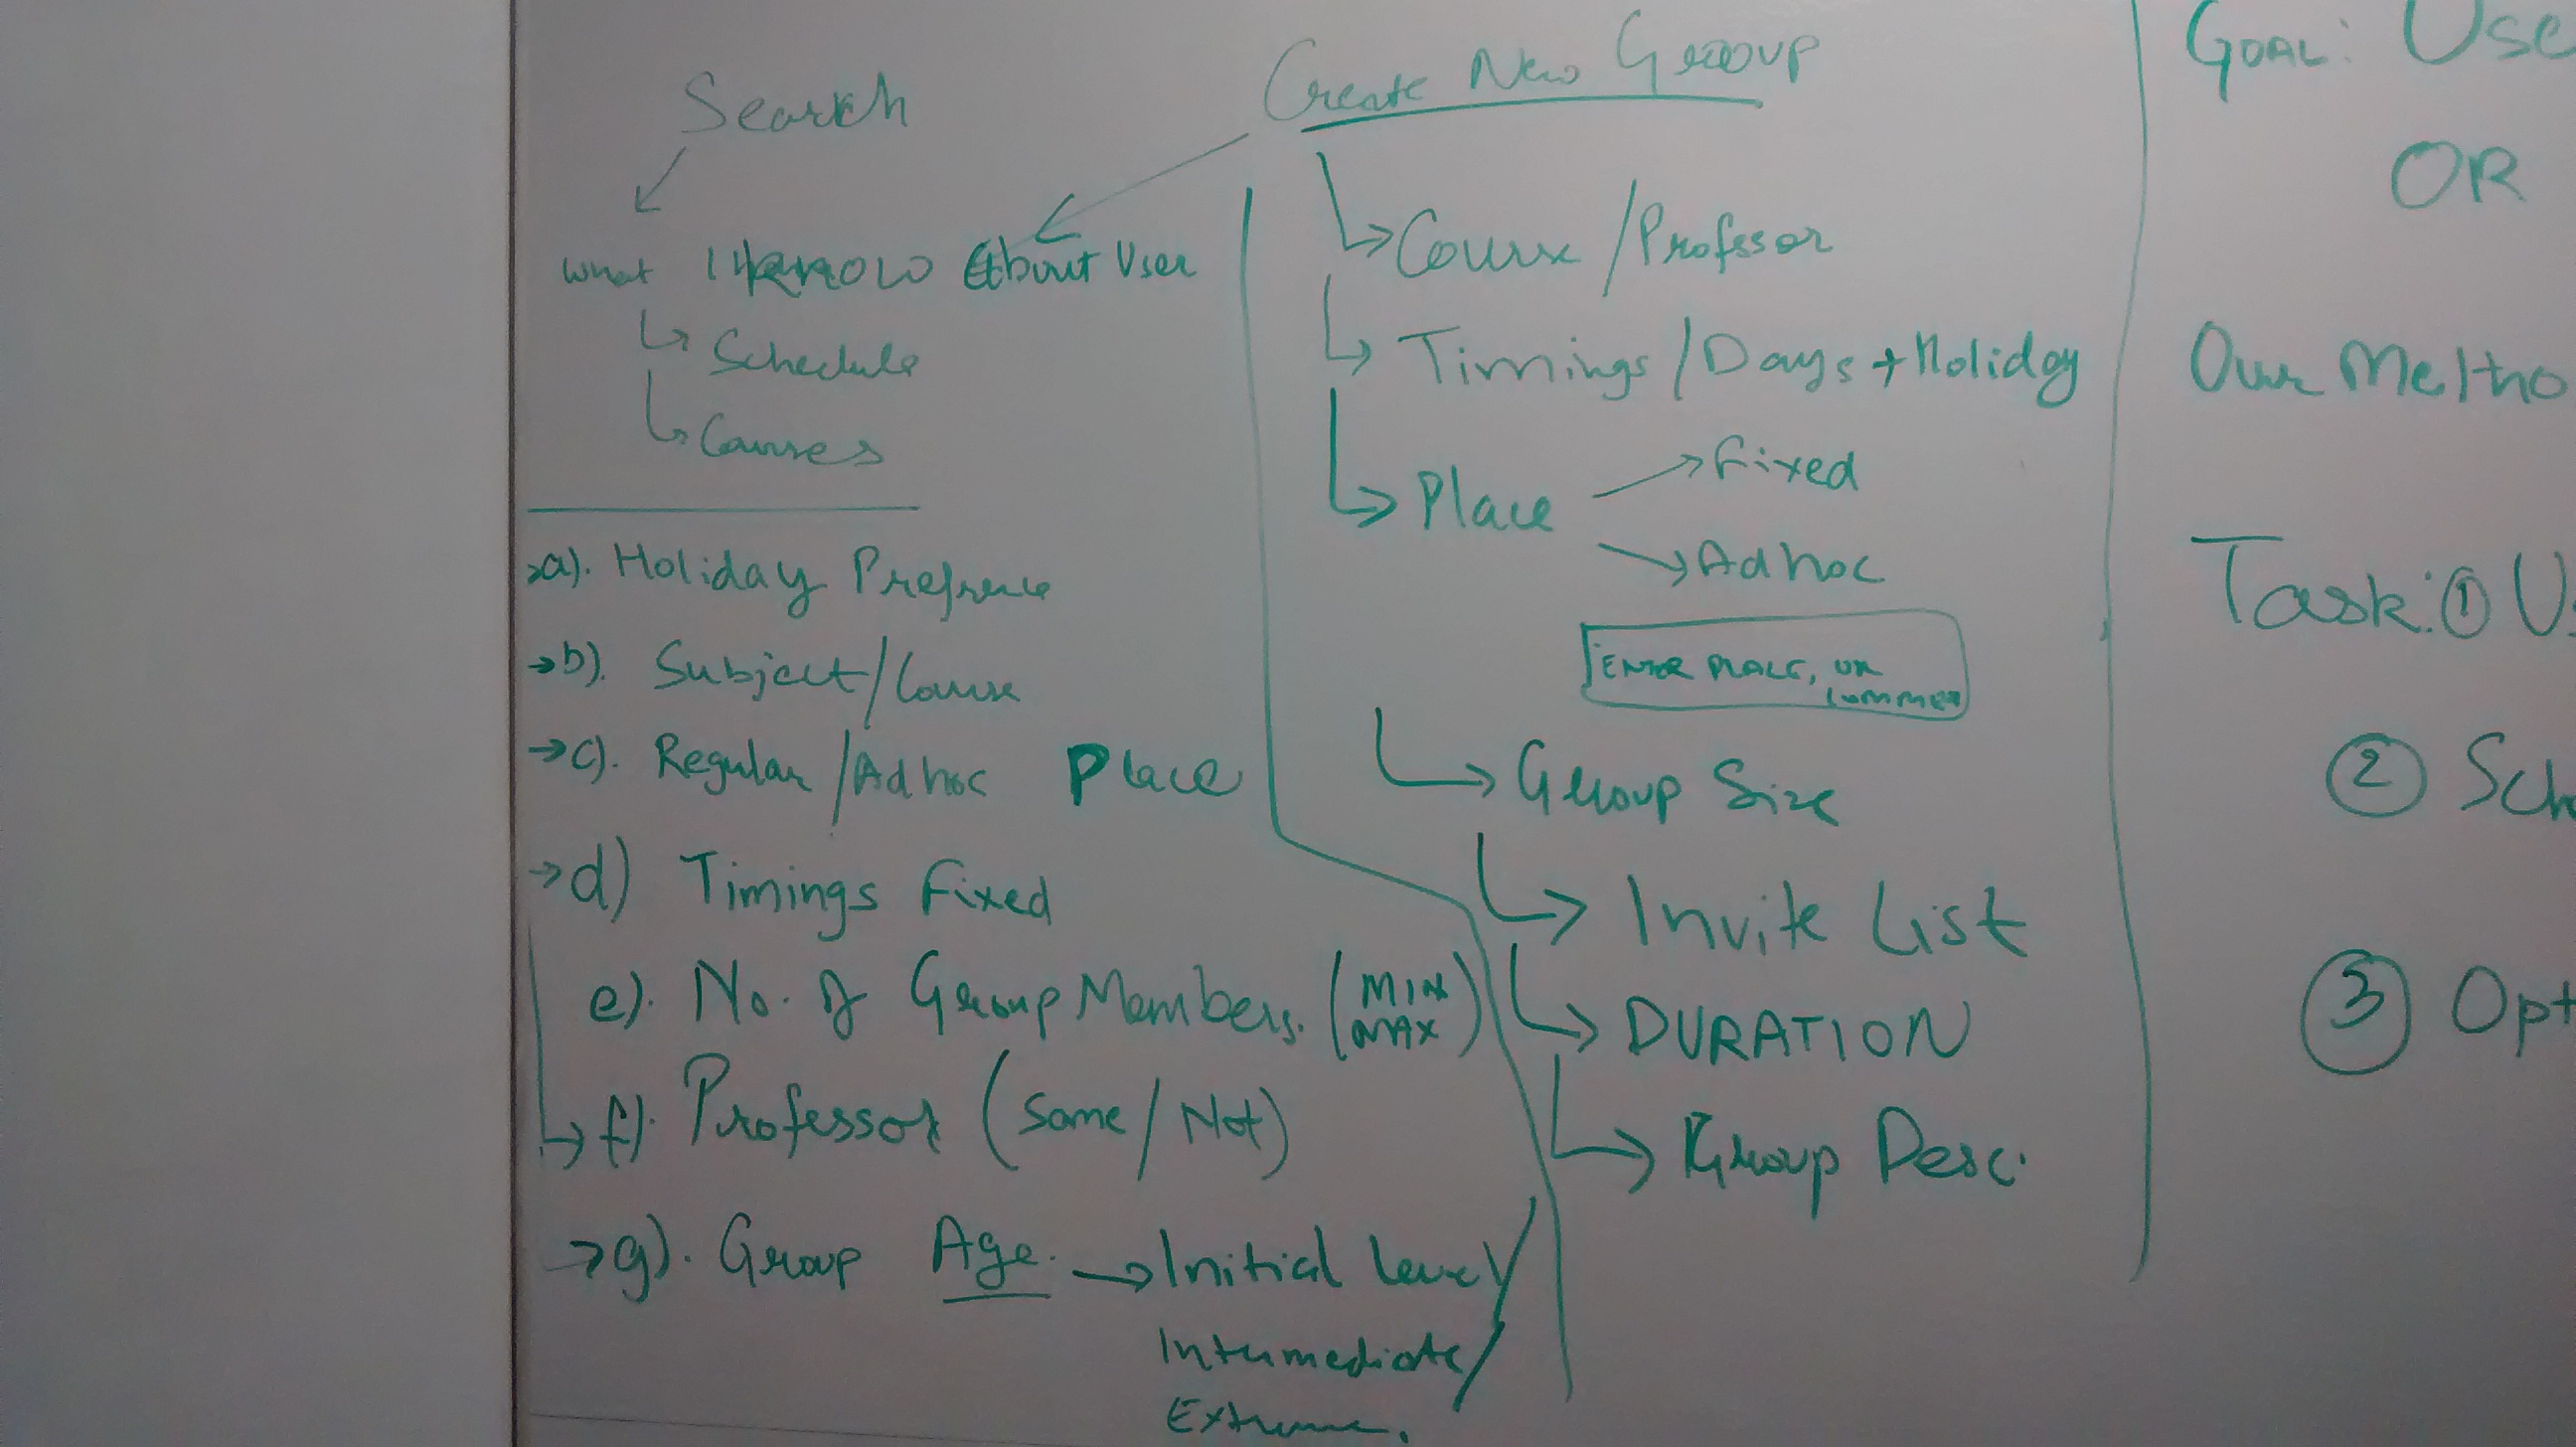 Search
What I know About User
Schedule
Courses
a). Holiday Prefrence
b). Subject/Course
c). Regular/Adhoc Place
d) Timings Fixed
e). No. of Group Members. (MIN MAX)
f). Professor (Same/Not)
g). Group Age. → Initial Level/
Intermediate/
Extreme.
Create New Group
Course/Professor
Timings/Days + Holiday
Place
Fixed
Adhoc
ENTER PLACE, OR
COMMENT
Group Size
Invite List
DURATION
Group Desc.
GOAL: Use
OR
Our Metho
Task: ① Us
② Sch
③ Opt